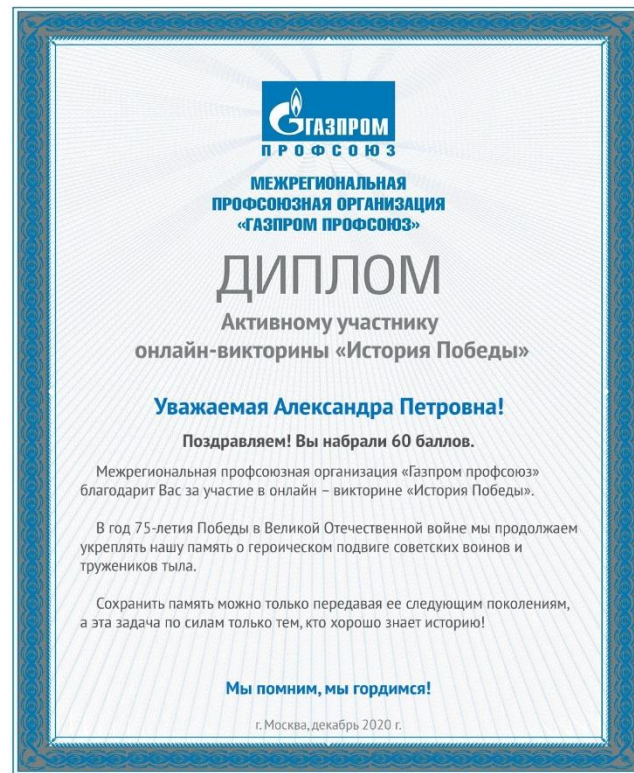 ГАЗПРОМ
ПРОФСОЮЗ
МЕЖРЕГИОНАЛЬНАЯ
ПРОФСОЮЗНАЯ ОРГАНИЗАЦИЯ
«ГАЗПРОМ ПРОФСОЮЗ»
ДИПЛОМ
Активному участнику
онлайн-викторины «История Победы»
Уважаемая Александра Петровна!
Поздравляем! Вы набрали 60 баллов.
Межрегиональная профсоюзная организация «Газпром профсоюз»
благодарит Вас за участие в онлайн – викторине «История Победы».
В год 75-летия Победы в Великой Отечественной войне мы продолжаем
укреплять нашу память о героическом подвиге советских воинов и
тружеников тыла.
Сохранить память можно только передавая ее следующим поколениям,
а эта задача по силам только тем, кто хорошо знает историю!
Мы помним, мы гордимся!
г. Москва, декабрь 2020 г.